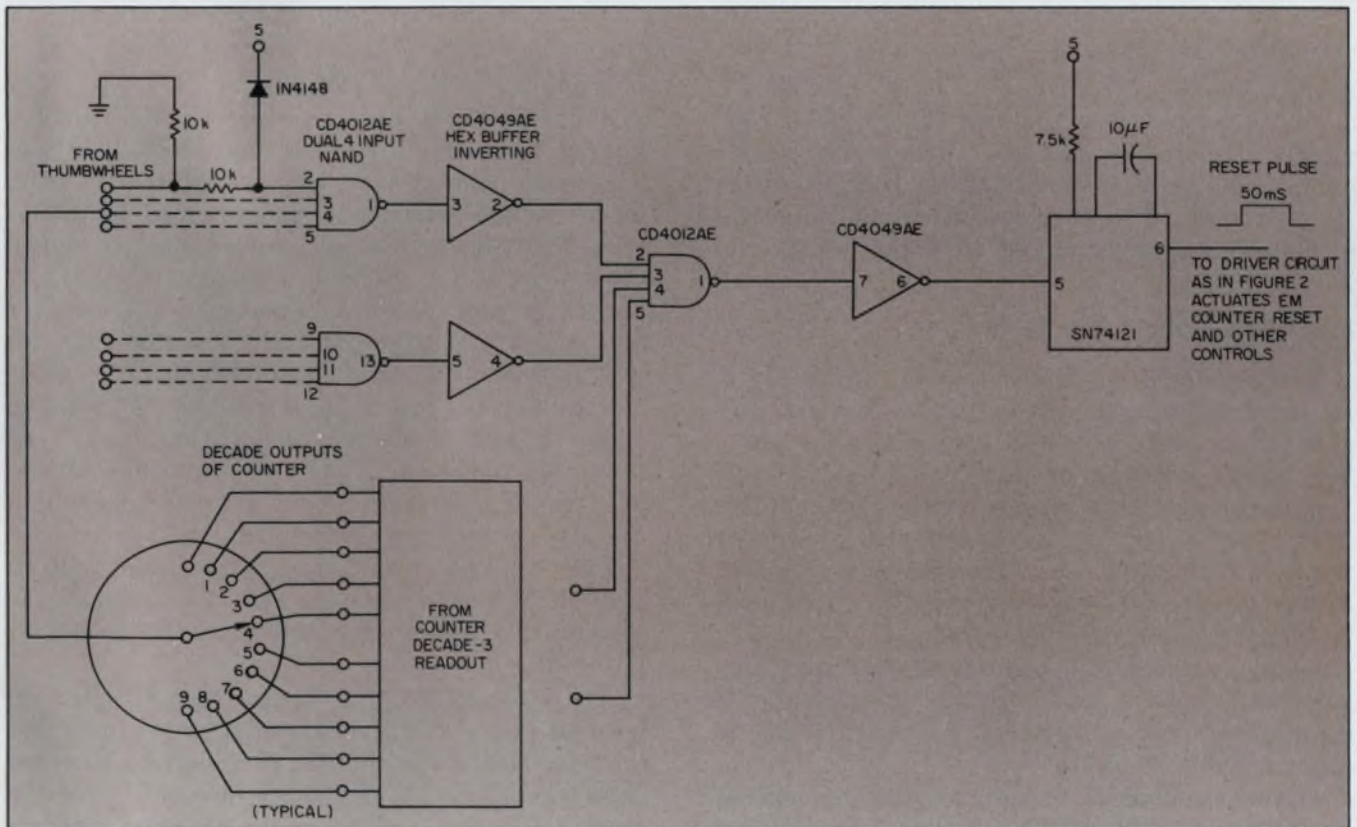 5
IN4148
10k
CD4012AE
DUAL 4 INPUT
NAND
CD4049AE
HEX BUFFER
INVERTING
FROM
THUMBWHEELS
10k
2
3
4
5
1
3
2
9
10
11
12
13
5
4
CD4012AE
2
3
4
5
1
CD4049AE
7
6
5
7.5k
10µF
5
6
SN74121
RESET PULSE
50mS
TO DRIVER CIRCUIT
AS IN FIGURE 2
ACTUATES EM
COUNTER RESET
AND OTHER
CONTROLS
DECADE OUTPUTS
OF COUNTER
1
2
3
4
5
6
7
8
9
FROM
COUNTER
DECADE-3
READOUT
(TYPICAL)